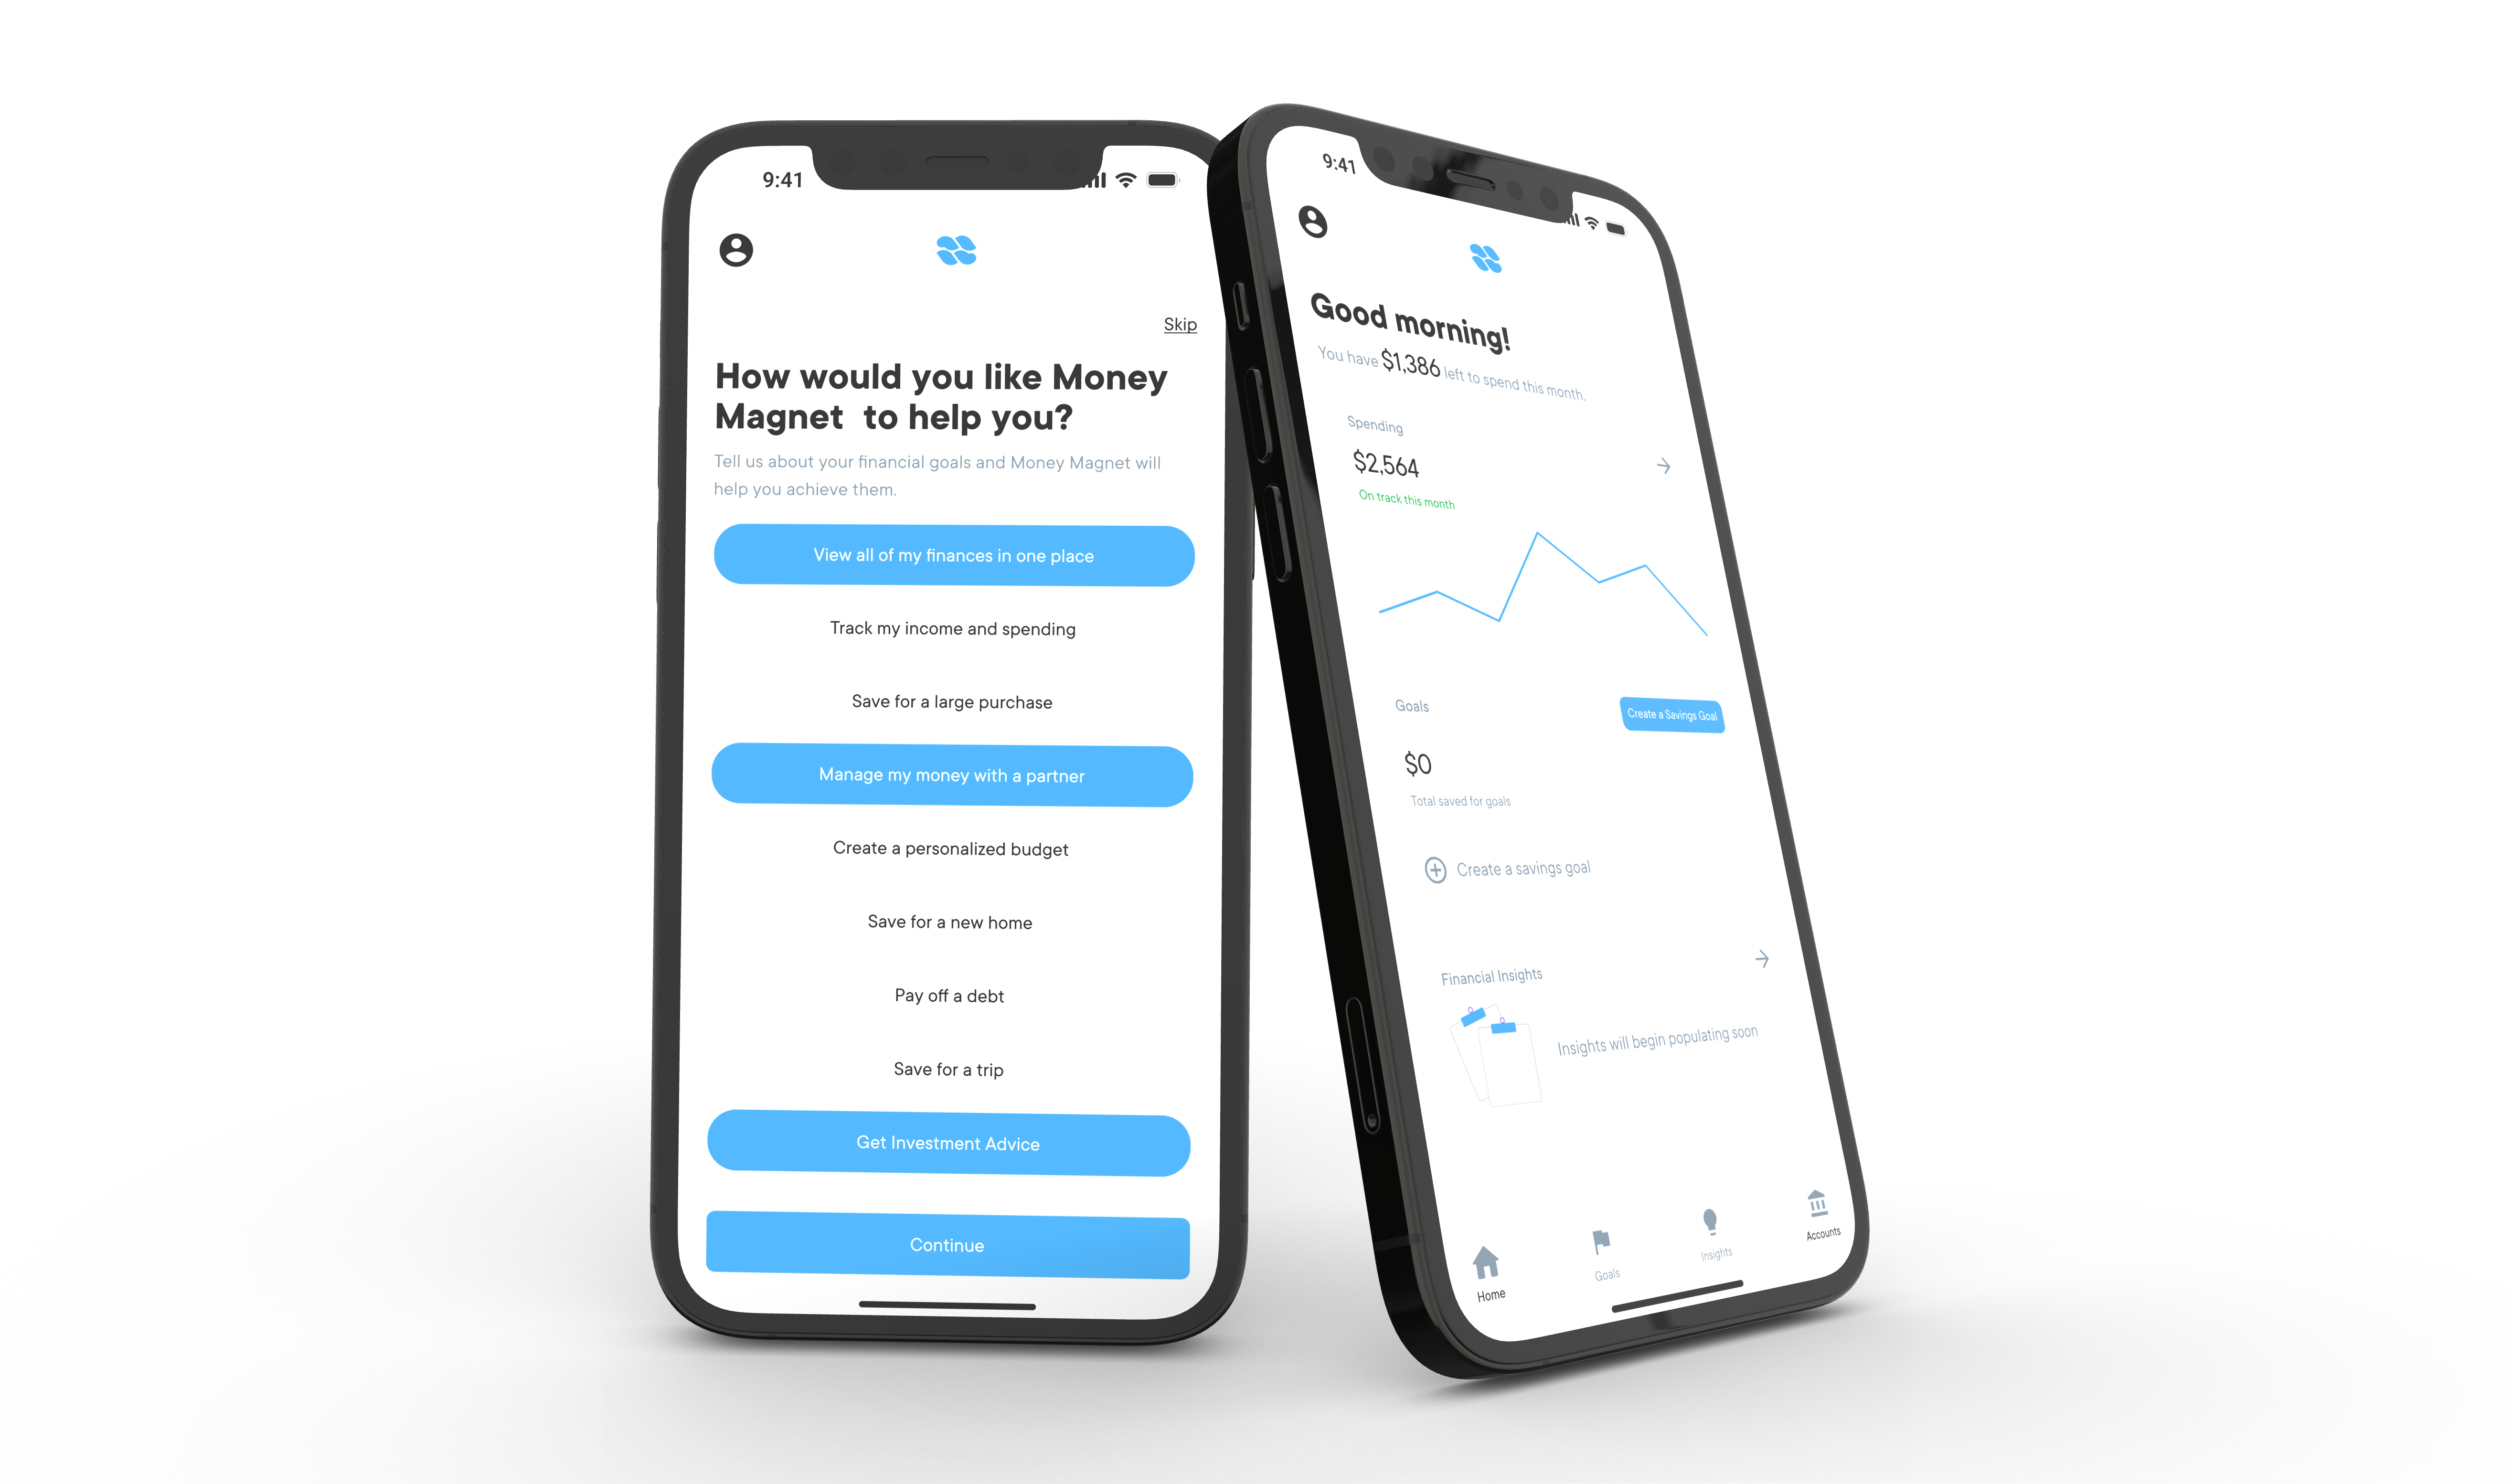 9:41
Skip
How would you like Money
Magnet  to help you?
Tell us about your financial goals and Money Magnet will
help you achieve them.
View all of my finances in one place
Track my income and spending
Save for a large purchase
Manage my money with a partner
Create a personalized budget
Save for a new home
Pay off a debt
Save for a trip
Get Investment Advice
Continue
9:41
Good morning!
You have $1,386 left to spend this month.
Spending
$2,564
On track this month
Goals
Create a Savings Goal
$0
Total saved for goals
Create a savings goal
Financial Insights
Insights will begin populating soon
Home
Goals
Insights
Accounts